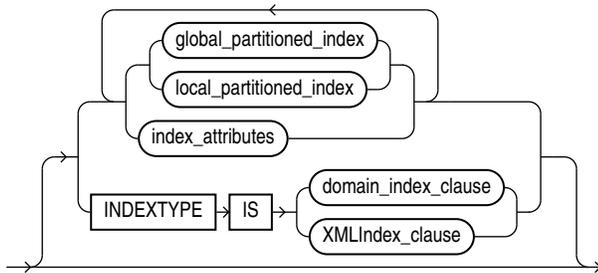 global_partitioned_index
local_partitioned_index
index_attributes
domain_index_clause
INDEXTYPE IS
XMLIndex_clause